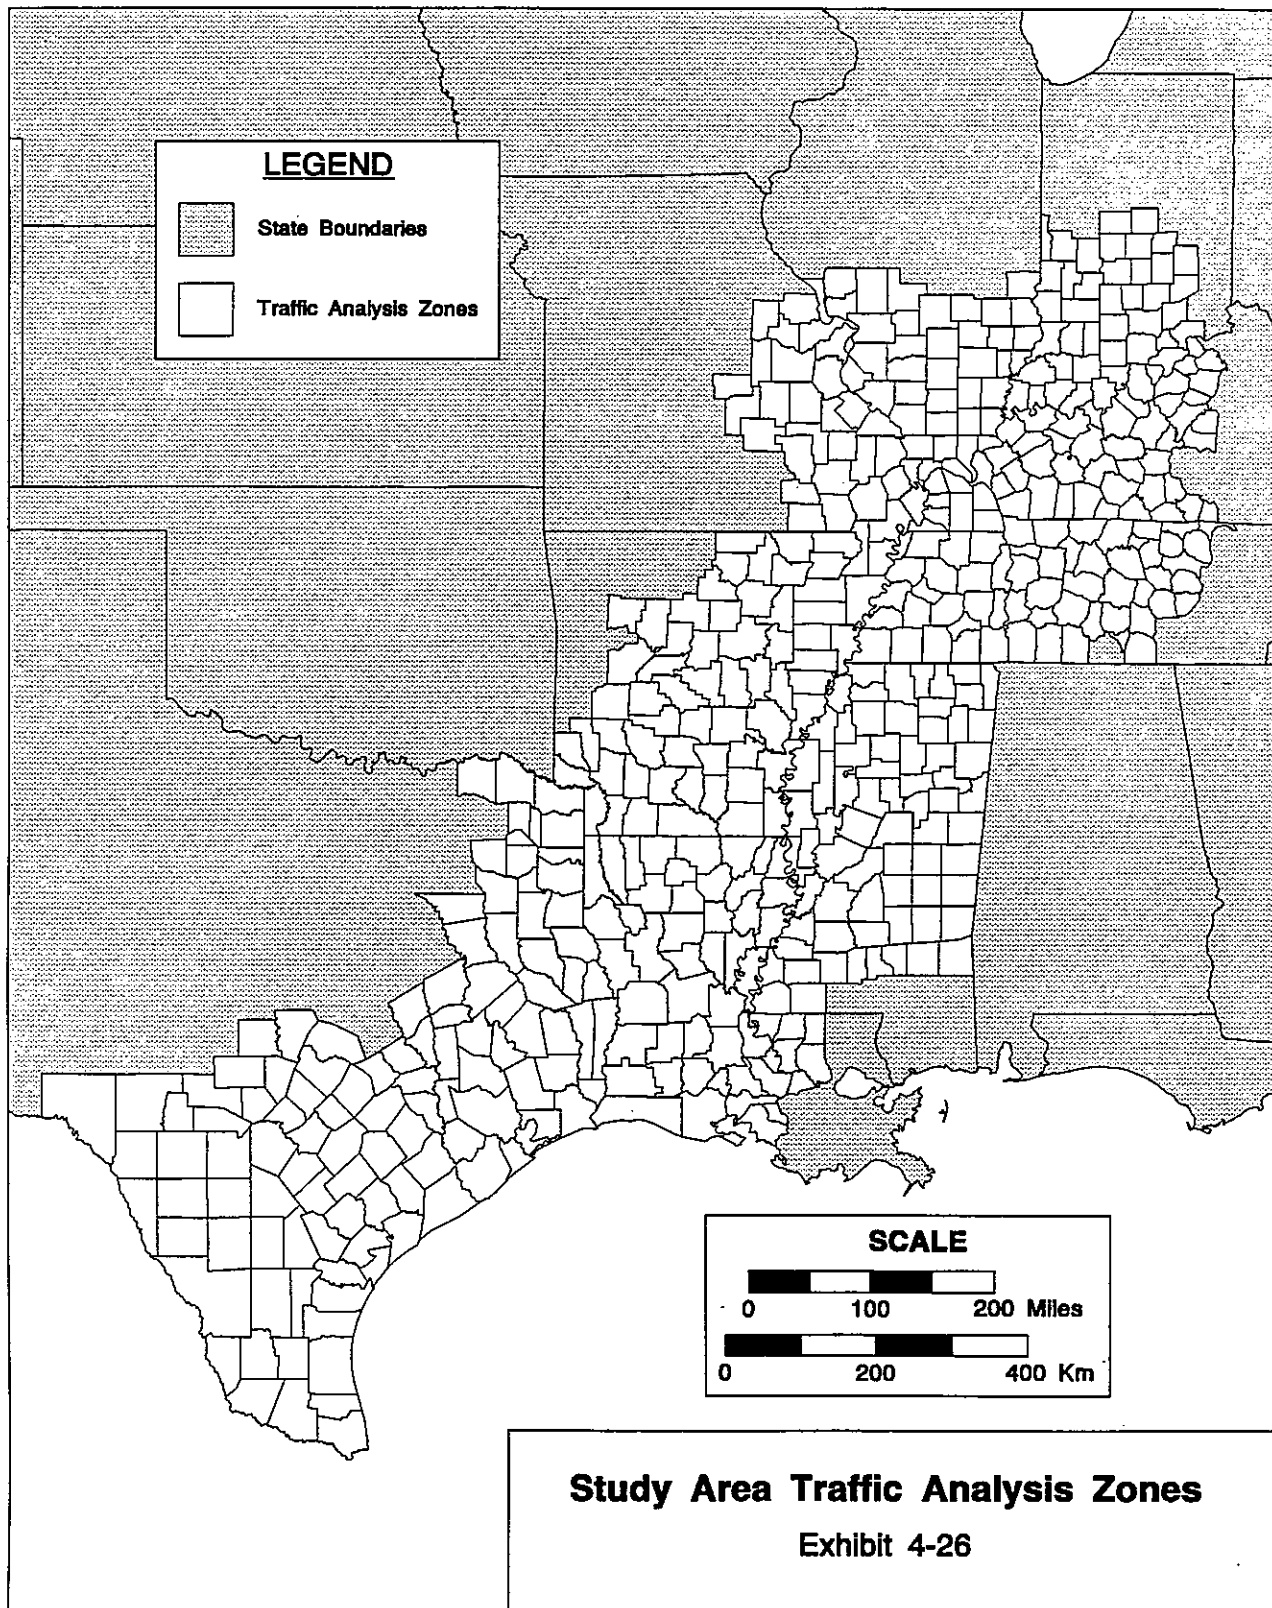 LEGEND
State Boundaries
Traffic Analysis Zones
SCALE
0 100 200 Miles
0 200 400 Km
Study Area Traffic Analysis Zones
Exhibit 4-26